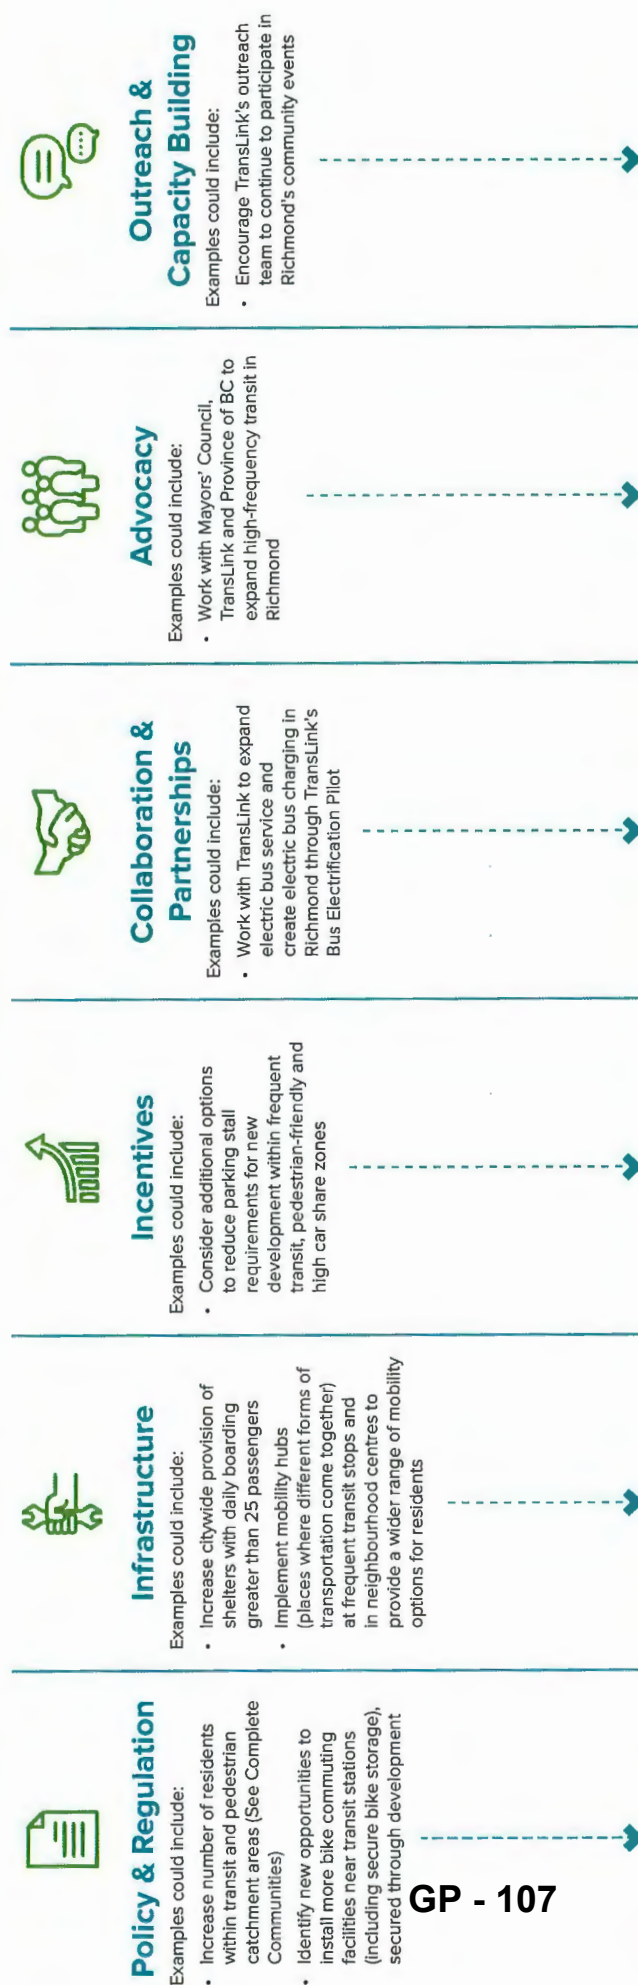 Policy & Regulation
Examples could include:
• Increase number of residents
within transit and pedestrian
catchment areas (See Complete
Communities)
• Identify new opportunities to
install more bike commuting
facilities near transit stations
(including secure bike storage),
secured through development
Infrastructure
Examples could include:
• Increase citywide provision of
shelters with daily boarding
greater than 25 passengers
• Implement mobility hubs
(places where different forms of
transportation come together)
at frequent transit stops and
in neighbourhood centres to
provide a wider range of mobility
options for residents
Incentives
Examples could include:
• Consider additional options
to reduce parking stall
requirements for new
development within frequent
transit, pedestrian-friendly and
high car share zones
Collaboration &
Partnerships
Examples could include:
• Work with TransLink to expand
electric bus service and
create electric bus charging in
Richmond through TransLink's
Bus Electrification Pilot
Advocacy
Examples could include:
• Work with Mayors' Council,
TransLink and Province of BC to
expand high-frequency transit in
Richmond
Outreach &
Capacity Building
Examples could include:
• Encourage TransLink's outreach
team to continue to participate in
Richmond's community events
GP - 107